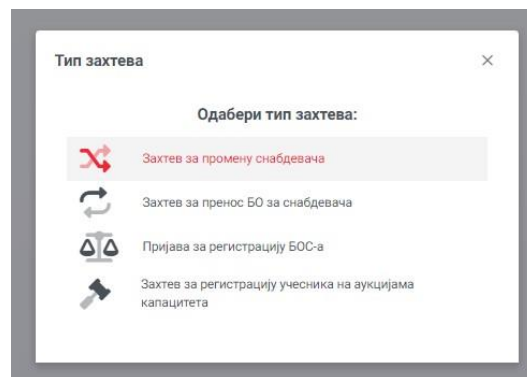 Тип захтева
Одабери тип захтева:
Захтев за промену снабдевача
Захтев за пренос БО за снабдевача
Пријава за регистрацију БОС-а
Захтев за регистрацију учесника на аукцијама
капацитета